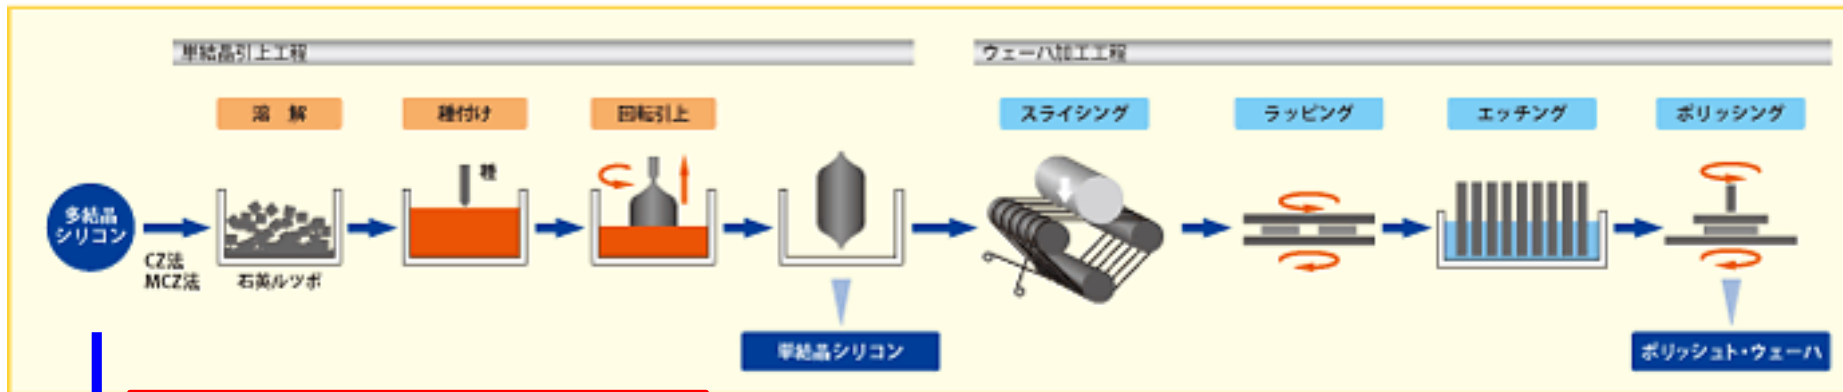 単結晶引上工程
ウェーハ加工工程
溶　解
種付け
回転引上
スライシング
ラッピング
エッチング
ポリッシング
種
多結晶
シリコン
CZ法
MCZ法
石英ルツボ
単結晶シリコン
ポリッシュト・ウェーハ